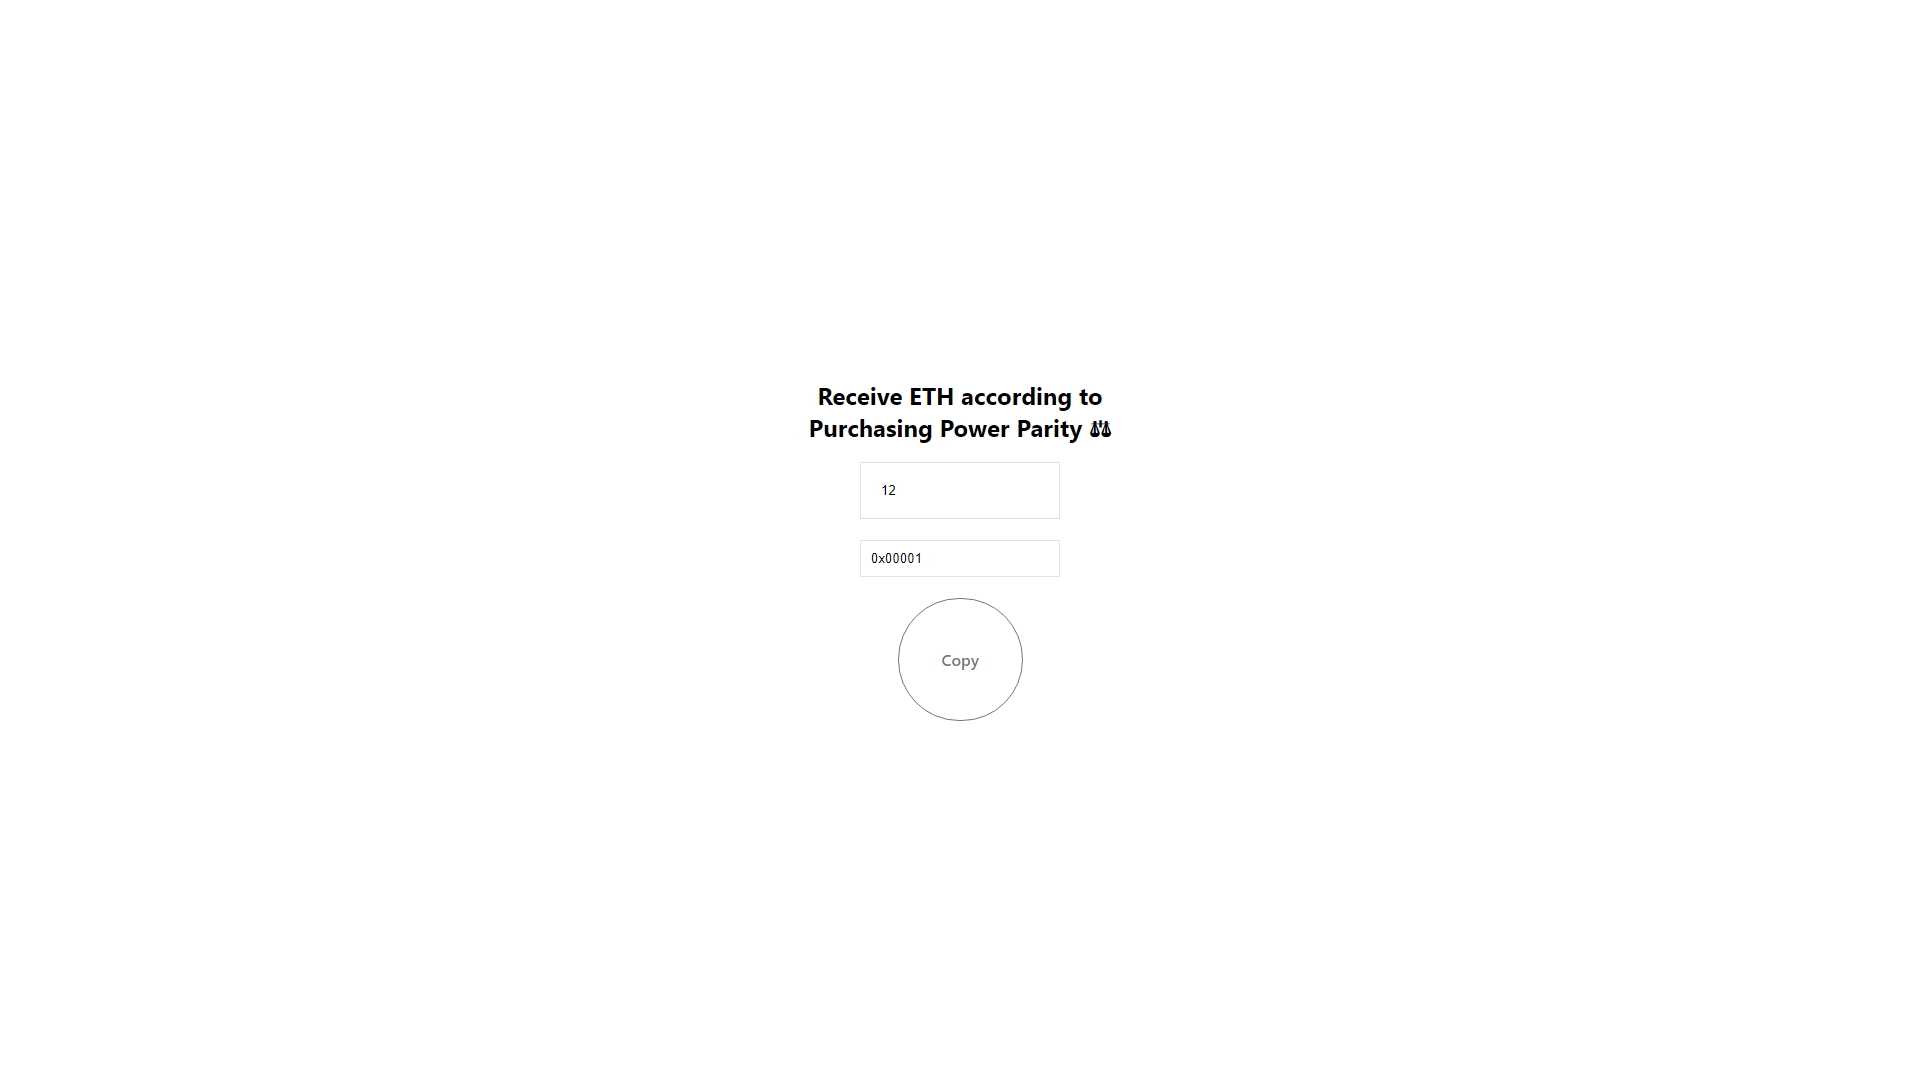 Receive ETH according to
Purchasing Power Parity ⚖
12
0x00001
Copy